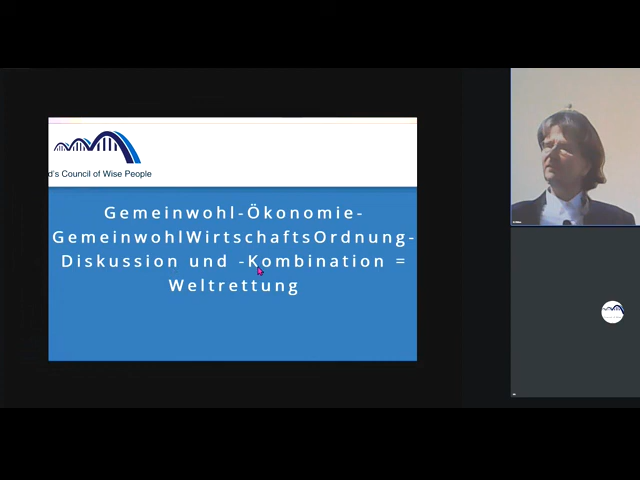 d's Council of Wise People
Gemeinwohl-Ökonomie-
GemeinwohlWirtschaftsOrdnung-
Diskussion und -Kombination =
Weltrettung